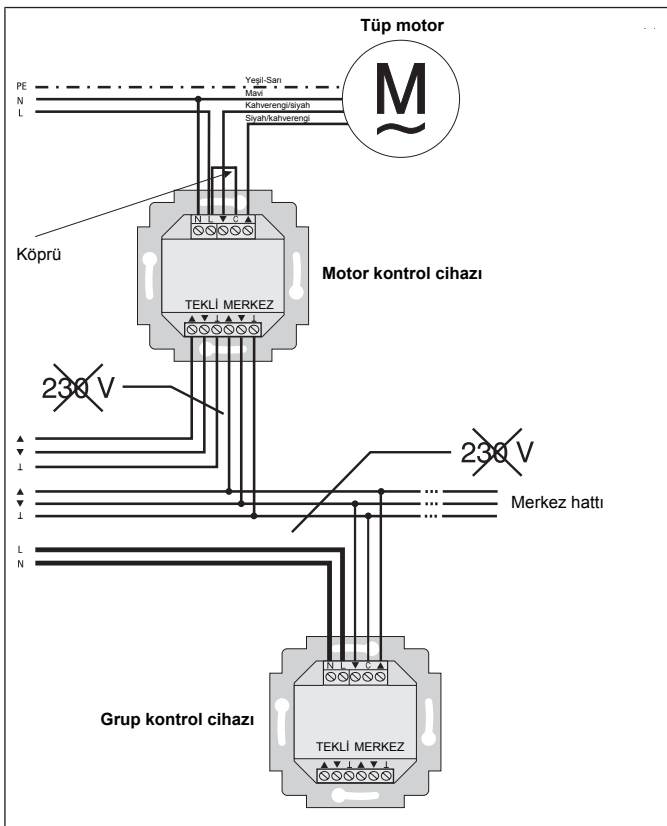 Tüp motor
M
PE
Yeşil-Sarı
N
Mavi
L
Kahverengi/siyah
Siyah/kahverengi
N L ▼ C ▲
Köprü
Motor kontrol cihazı
TEKLİ MERKEZ
▲ ▼ ⊥ ▲ ▼ ⊥
230 V
▲
▼
⊥
230 V
▲
▼
⊥
Merkez hattı
L
N
N L ▼ C ▲
Grup kontrol cihazı
TEKLİ MERKEZ
▲ ▼ ⊥ ▲ ▼ ⊥